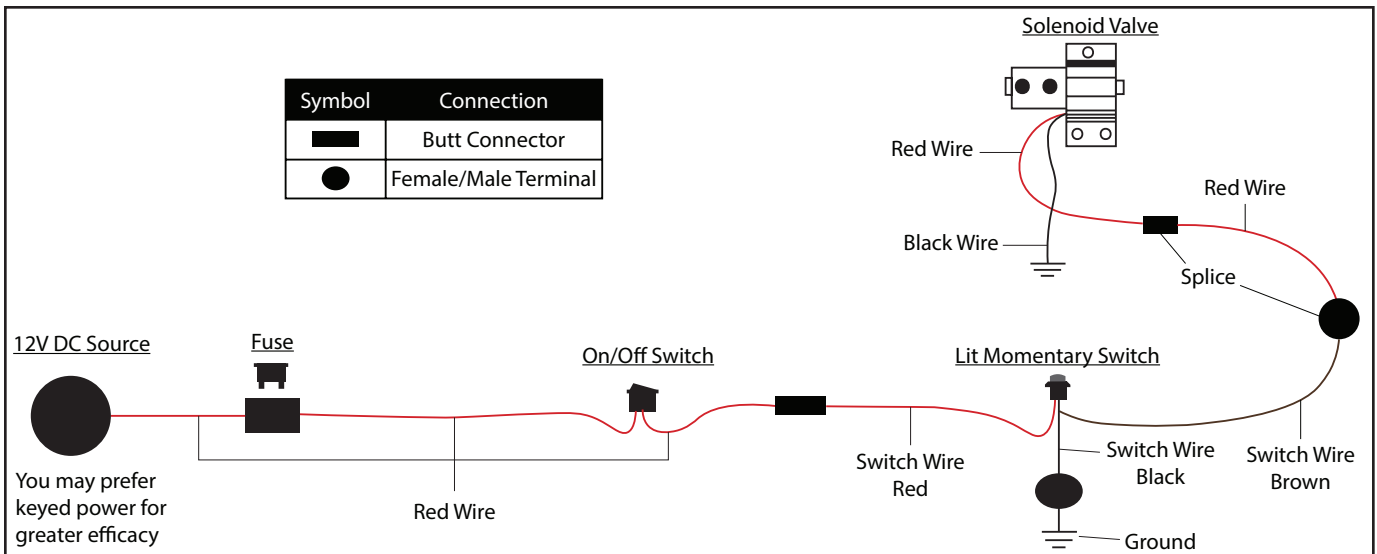 Solenoid Valve
Symbol Connection
Butt Connector
Female/Male Terminal
Red Wire
Red Wire
Black Wire
Splice
12V DC Source
Fuse
On/Off Switch
Lit Momentary Switch
You may prefer
keyed power for
greater efficacy
Red Wire
Switch Wire
Red
Switch Wire
Black
Switch Wire
Brown
Ground